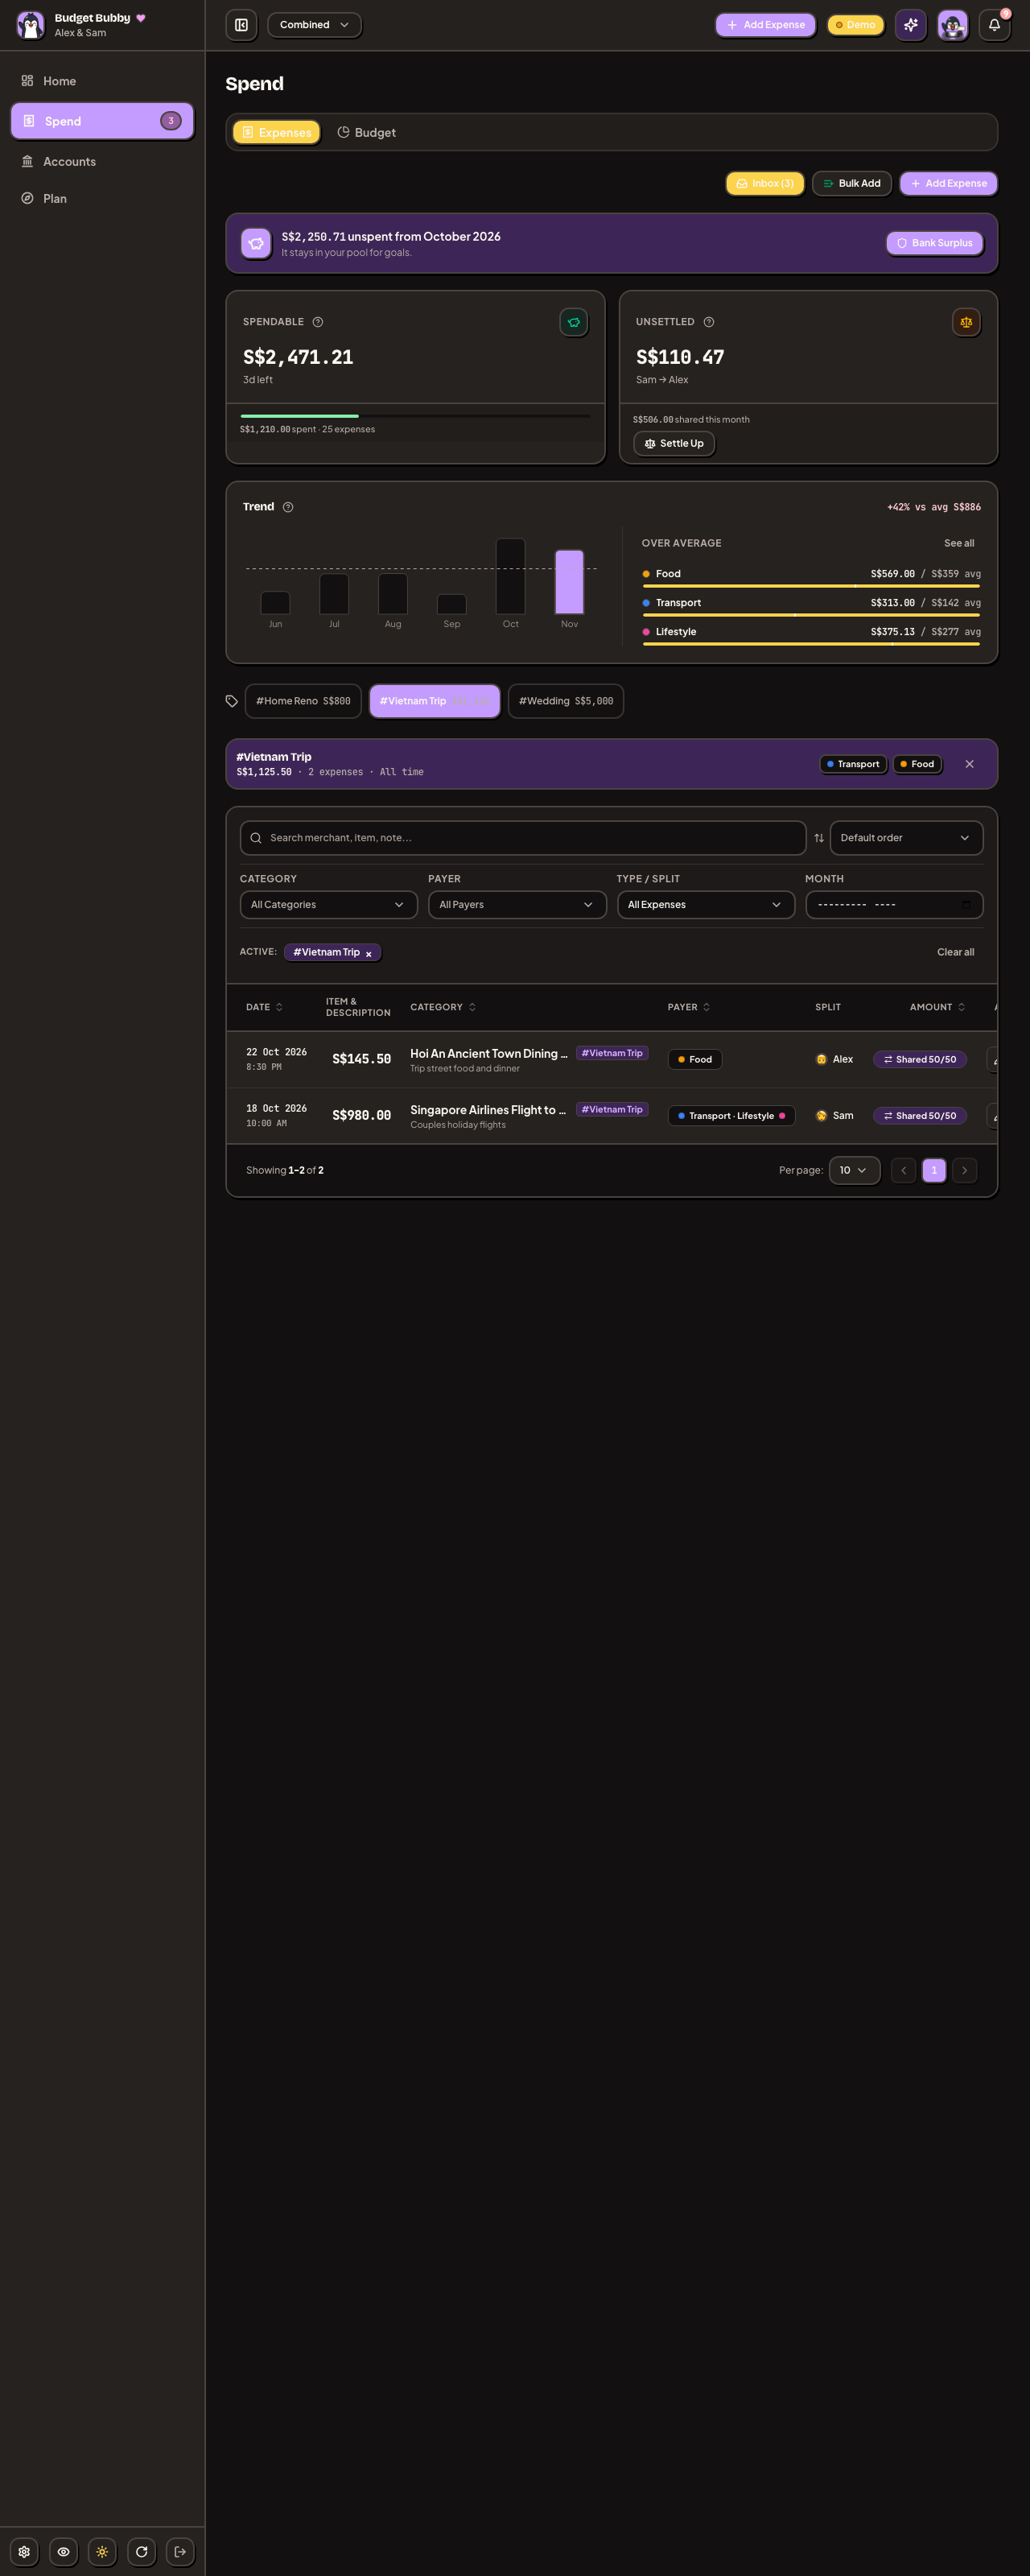 Budget Bubby
Alex & Sam
Combined
Add Expense
Demo
9
Home
Spend
3
Accounts
Plan
Spend
Expenses
Budget
Inbox (3)
Bulk Add
Add Expense
S$2,250.71 unspent from October 2026
It stays in your pool for goals.
Bank Surplus
SPENDABLE
S$2,471.21
3d left
S$1,210.00 spent · 25 expenses
UNSETTLED
S$110.47
Sam → Alex
S$506.00 shared this month
Settle Up
Trend
+42% vs avg S$886
Jun
Jul
Aug
Sep
Oct
Nov
OVER AVERAGE
See all
Food
S$569.00 / S$359 avg
Transport
S$313.00 / S$142 avg
Lifestyle
S$375.13 / S$277 avg
#Home Reno S$800
#Vietnam Trip
#Wedding S$5,000
#Vietnam Trip
S$1,125.50 · 2 expenses · All time
Transport
Food
Search merchant, item, note...
Default order
CATEGORY
All Categories
PAYER
All Payers
TYPE / SPLIT
All Expenses
MONTH
--------- ----
ACTIVE:
#Vietnam Trip ×
Clear all
DATE
ITEM &
DESCRIPTION
CATEGORY
PAYER
SPLIT
AMOUNT
22 Oct 2026
8:30 PM
S$145.50
Hoi An Ancient Town Dining ...
Trip street food and dinner
#Vietnam Trip
Food
Alex
Shared 50/50
18 Oct 2026
10:00 AM
S$980.00
Singapore Airlines Flight to ...
Couples holiday flights
#Vietnam Trip
Transport · Lifestyle
Sam
Shared 50/50
Showing 1–2 of 2
Per page:
10
1